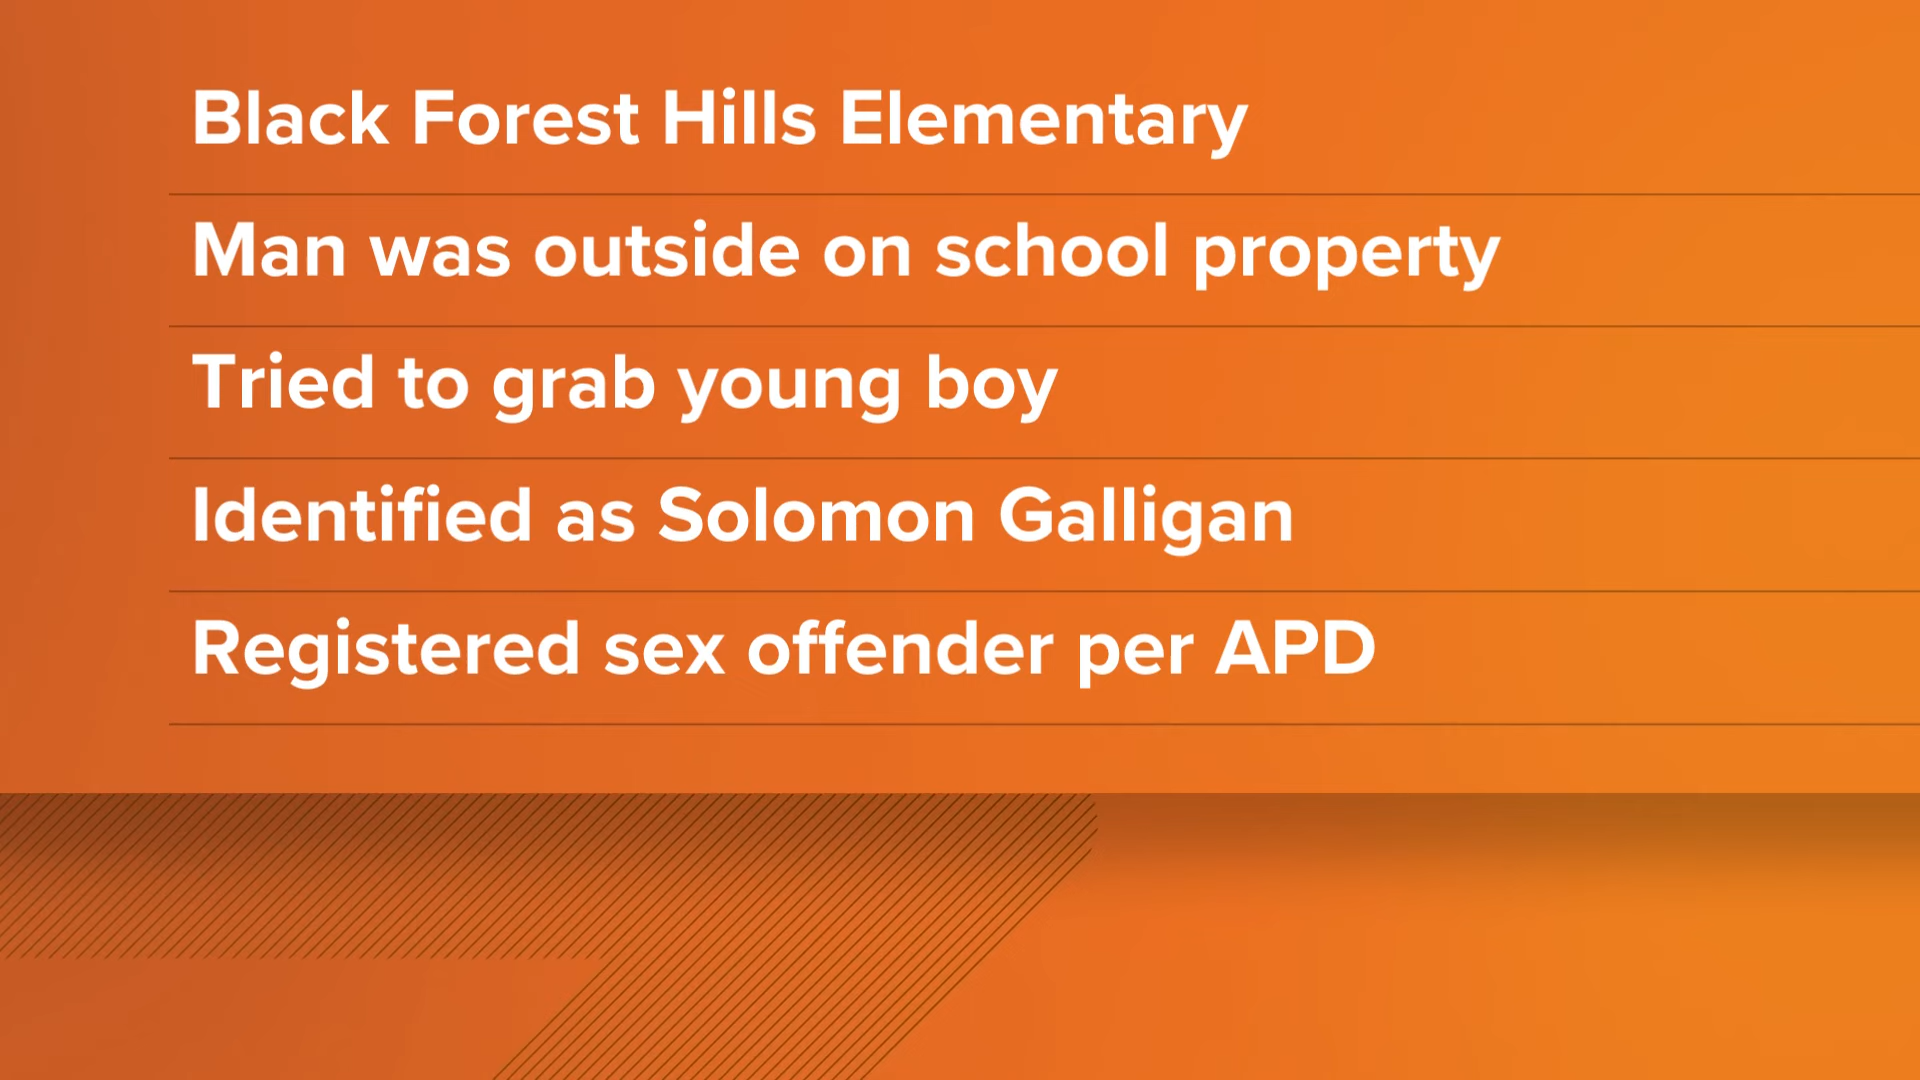 Black Forest Hills Elementary
Man was outside on school property
Tried to grab young boy
Identified as Solomon Galligan
Registered sex offender per APD